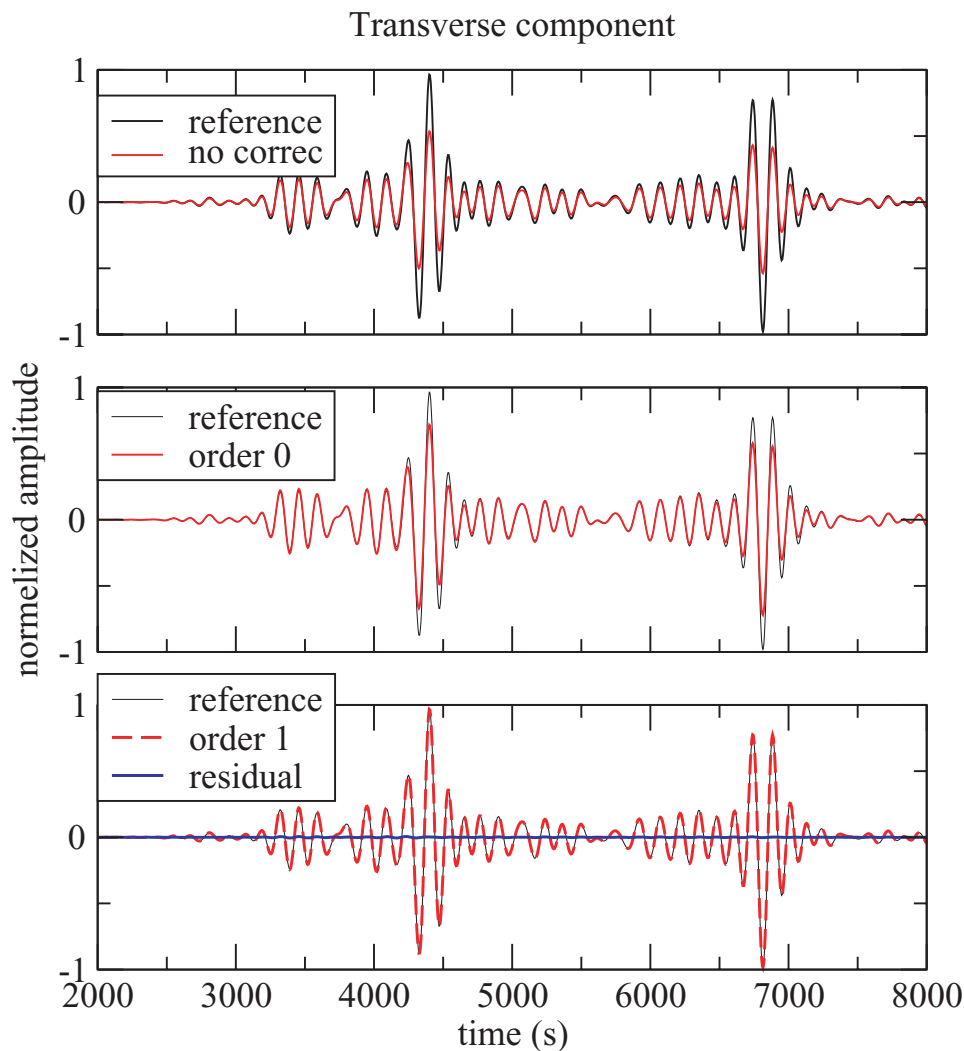 Transverse component
1
reference
no correc
0
-1
1
reference
order 0
0
-1
normelized amplitude
1
reference
order 1
residual
0
-1
2000 3000 4000 5000 6000 7000 8000
time (s)